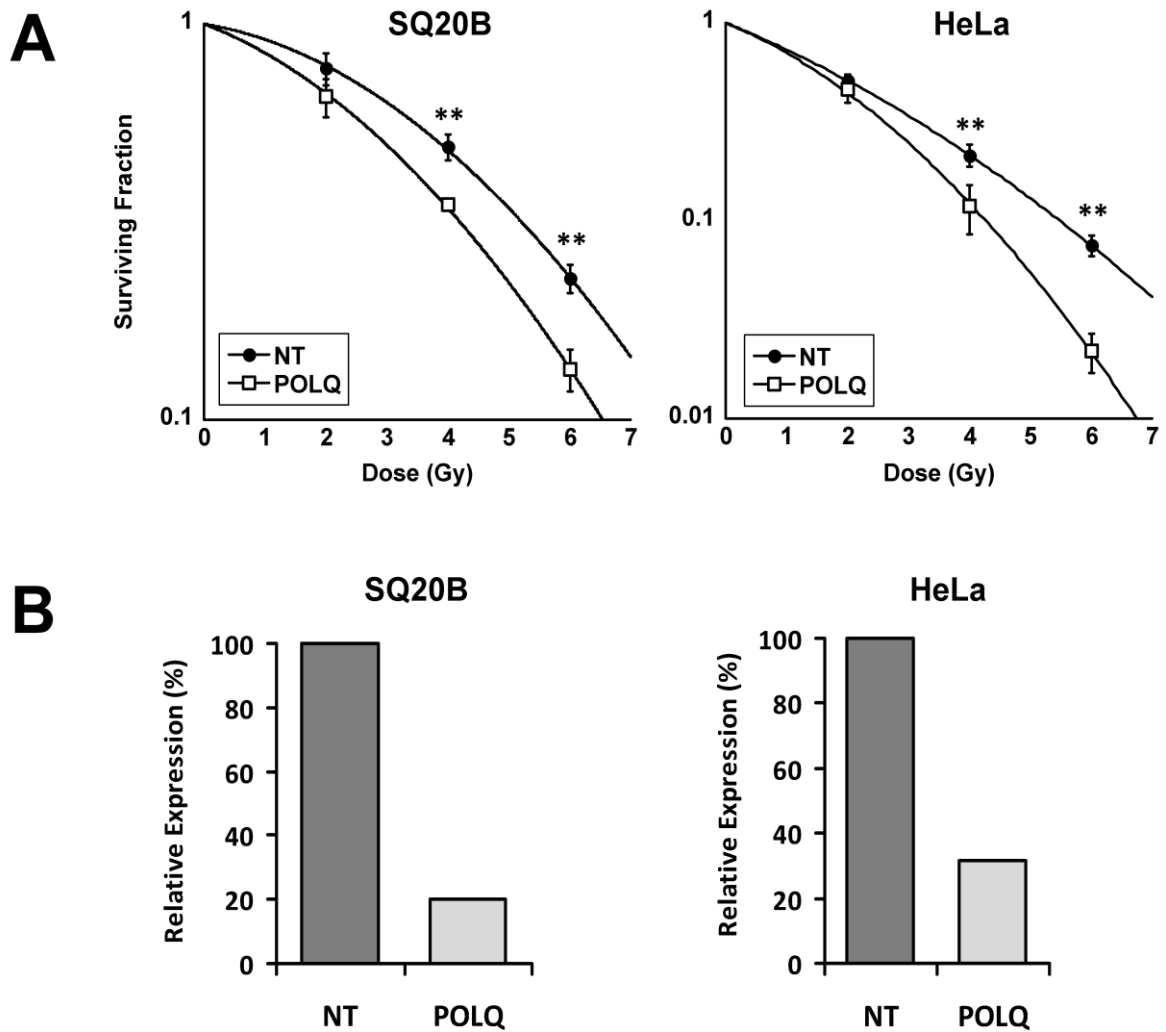 A
SQ20B
HeLa
1
**
**
Surviving Fraction
NT
POLQ
0.1
0 1 2 3 4 5 6 7
Dose (Gy)
1
**
**
0.1
NT
POLQ
0.01
0 1 2 3 4 5 6 7
Dose (Gy)
B
SQ20B
HeLa
Relative Expression (%)
100
80
60
40
20
0
NT POLQ
Relative Expression (%)
100
80
60
40
20
0
NT POLQ